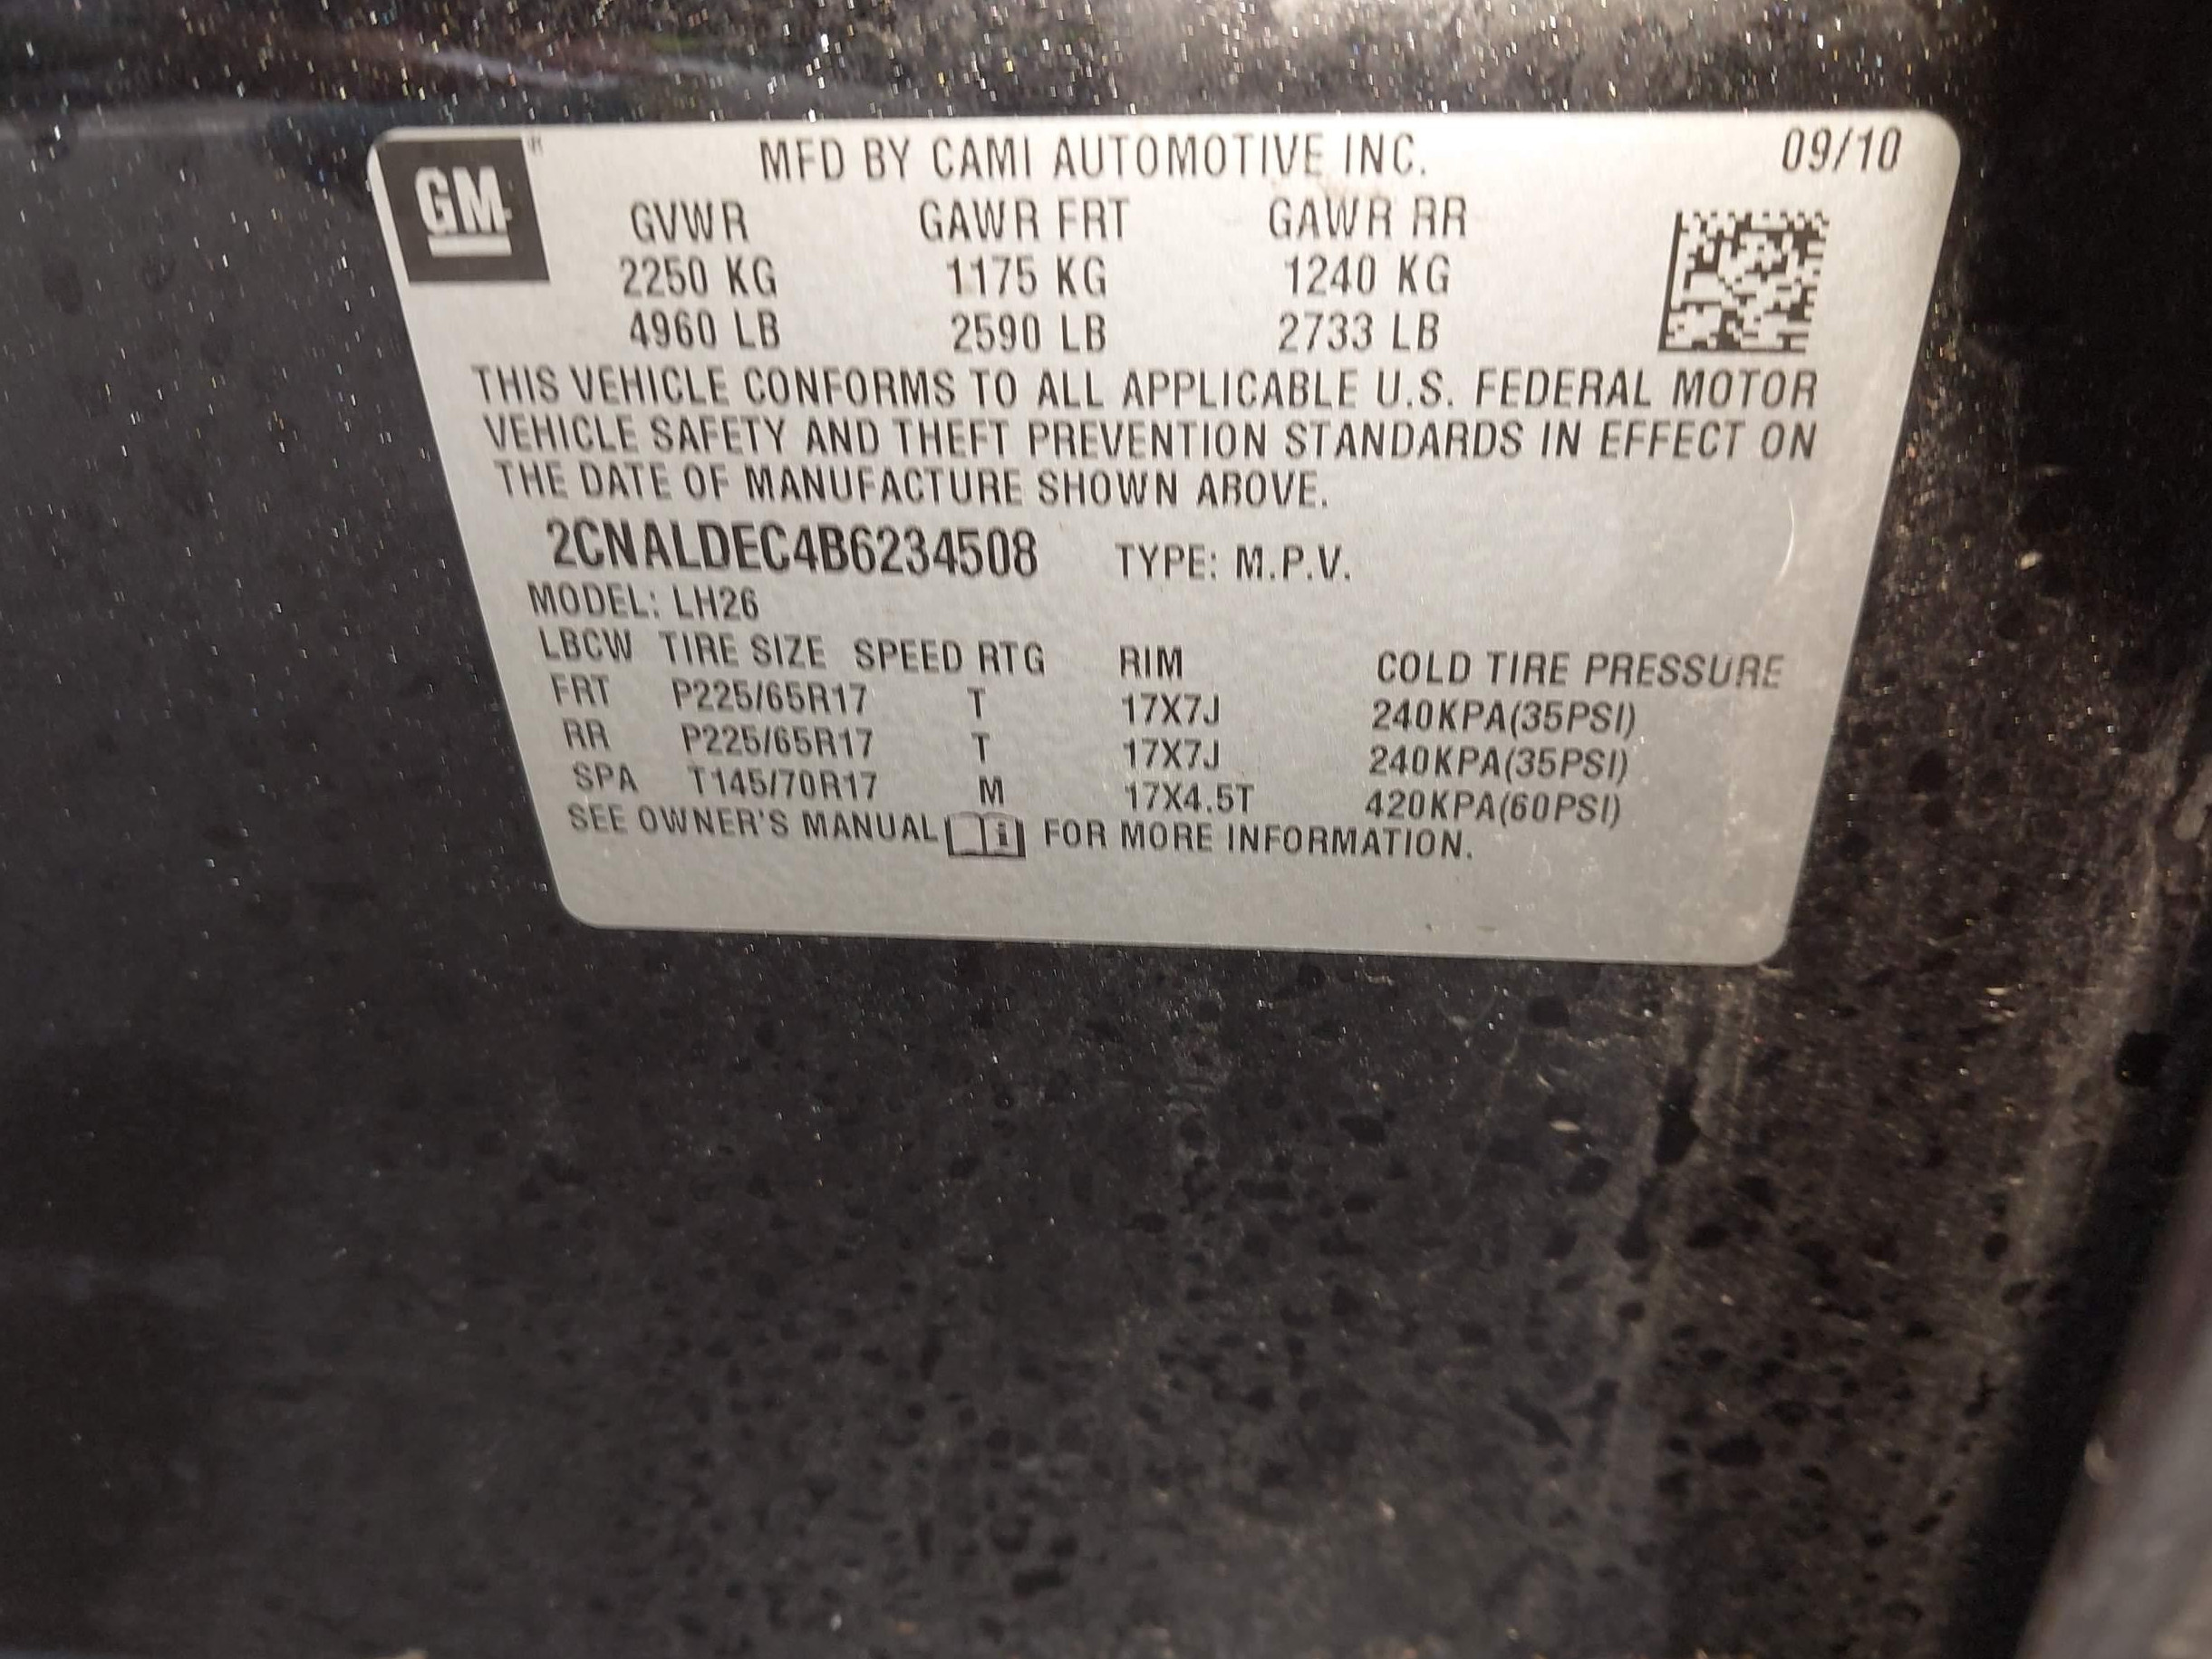 GM ®
MFD BY CAMI AUTOMOTIVE INC. 09/10
GVWR GAWR FRT GAWR RR
2250 KG 1175 KG 1240 KG
4960 LB 2590 LB 2733 LB
THIS VEHICLE CONFORMS TO ALL APPLICABLE U.S. FEDERAL MOTOR
VEHICLE SAFETY AND THEFT PREVENTION STANDARDS IN EFFECT ON
THE DATE OF MANUFACTURE SHOWN ABOVE.
2CNALDEC4B6234508 TYPE: M.P.V.
MODEL: LH26
LBCW TIRE SIZE SPEED RTG RIM COLD TIRE PRESSURE
FRT P225/65R17 T 17X7J 240KPA(35PSI)
RR P225/65R17 T 17X7J 240KPA(35PSI)
SPA T145/70R17 M 17X4.5T 420KPA(60PSI)
SEE OWNER'S MANUAL i FOR MORE INFORMATION.